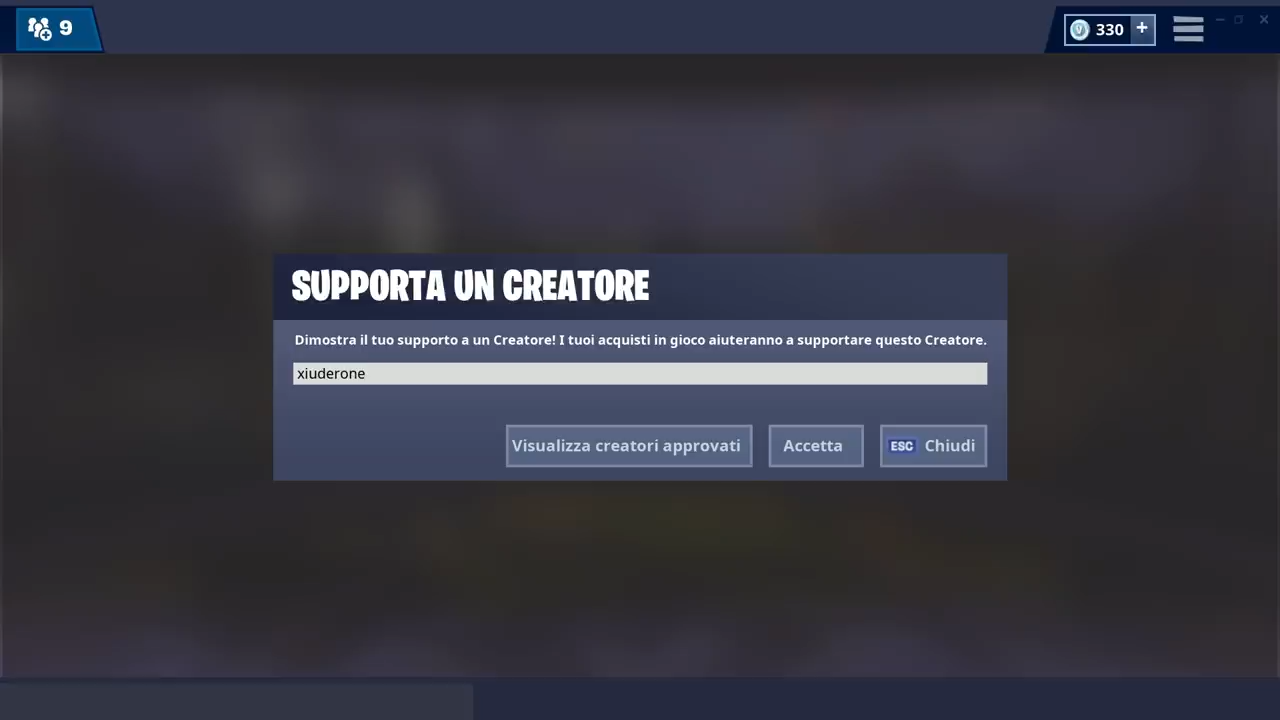 9
330 +
SUPPORTA UN CREATORE
Dimostra il tuo supporto a un Creatore! I tuoi acquisti in gioco aiuteranno a supportare questo Creatore.
xiuderone
Visualizza creatori approvati Accetta ESC Chiudi